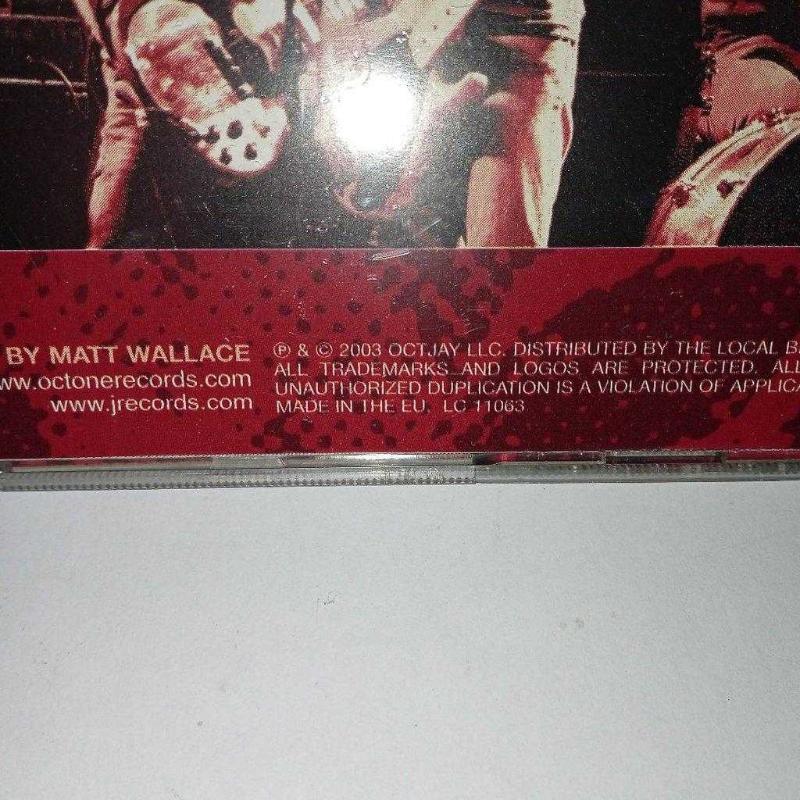 BY MATT WALLACE
www.octonerecords.com
www.jrecords.com
℗ & © 2003 OCTJAY LLC. DISTRIBUTED BY THE LOCAL
ALL TRADEMARKS AND LOGOS ARE PROTECTED. ALL
UNAUTHORIZED DUPLICATION IS A VIOLATION OF
MADE IN THE EU. LC 11063